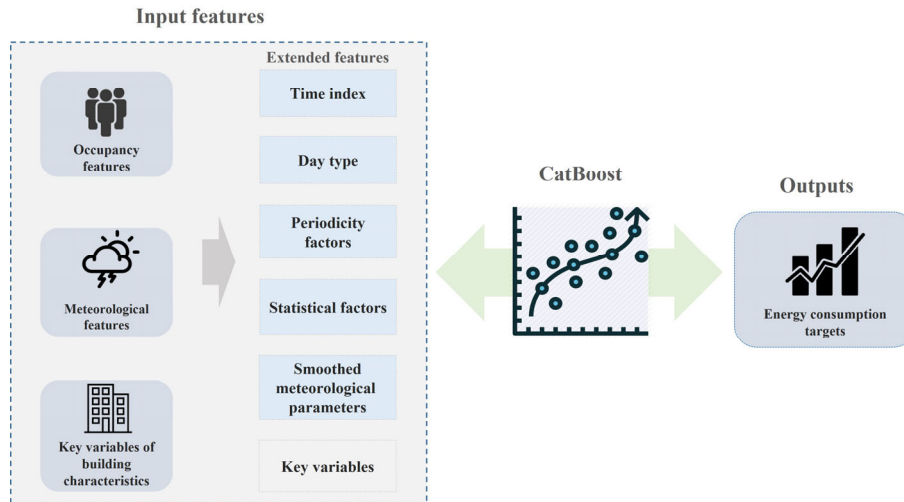 Input features
Extended features
Occupancy
features
Meteorological
features
Key variables of
building
characteristics
Time index
Day type
Periodicity
factors
Statistical factors
Smoothed
meteorological
parameters
Key variables
CatBoost
Outputs
Energy consumption
targets